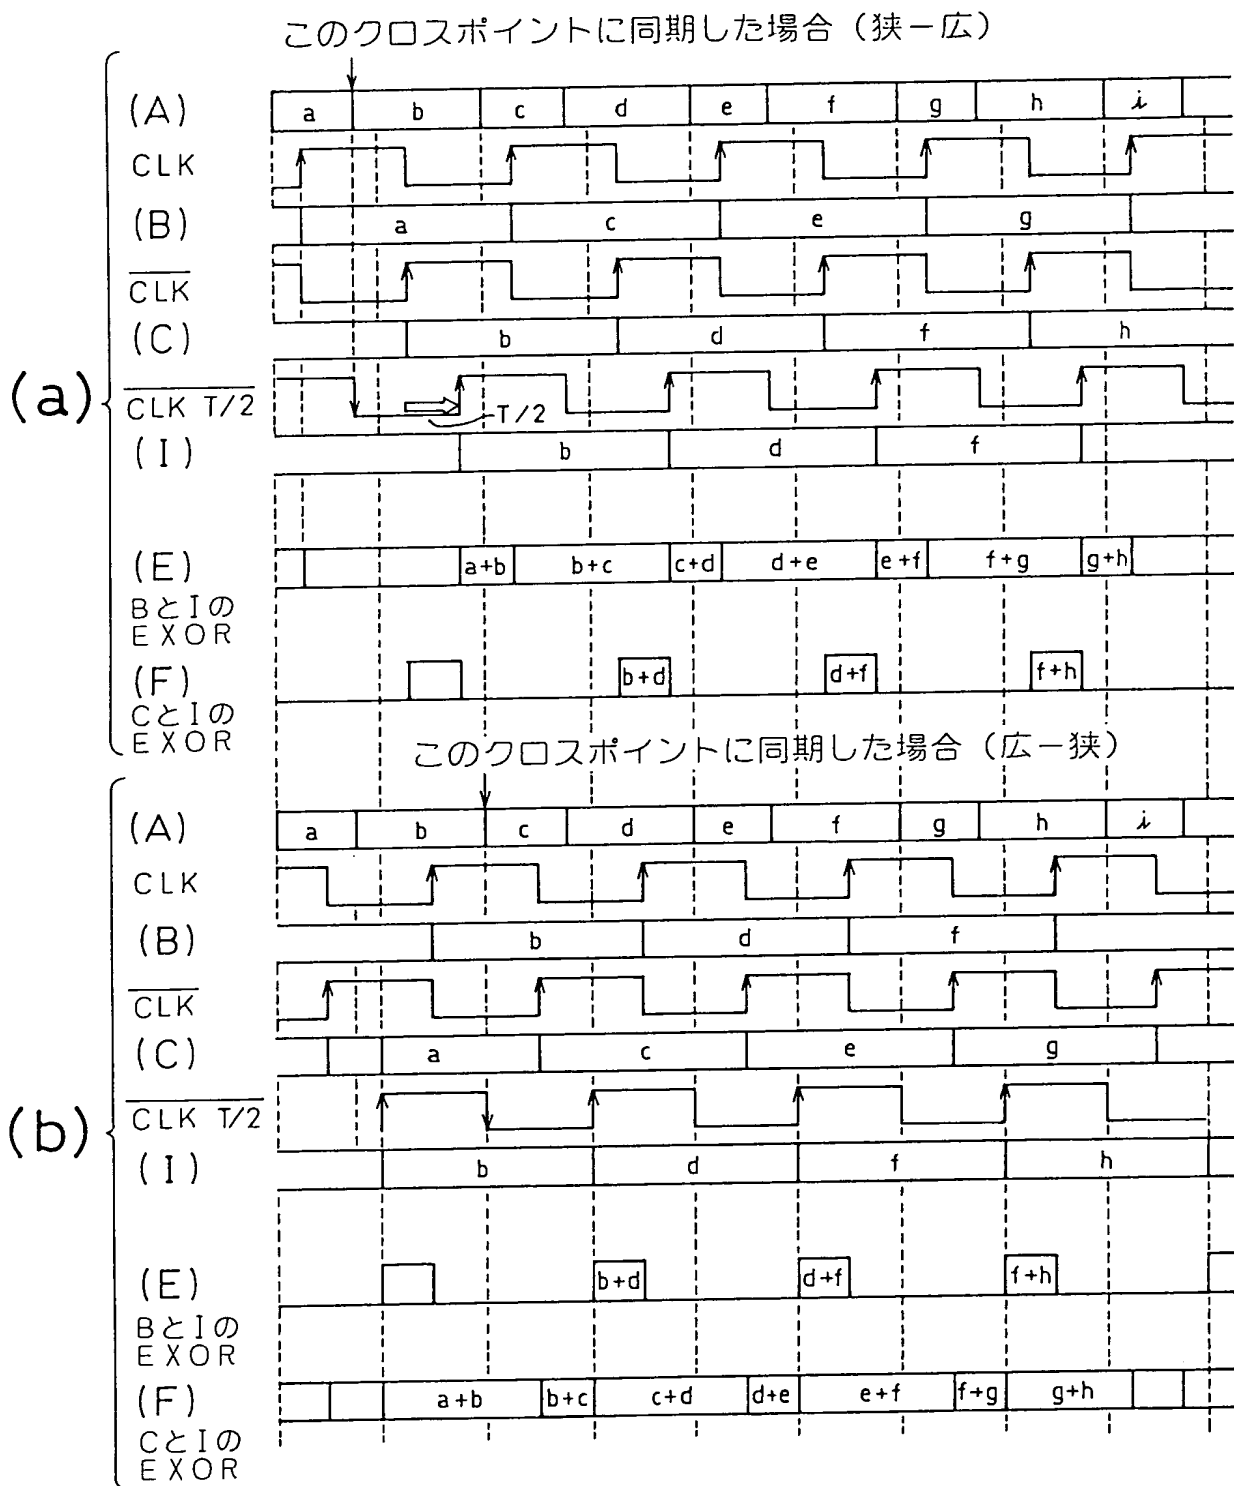 このクロスポイントに同期した場合（狭－広）
(a)
(A) a b c d e f g h i
CLK
(B) a c e g
CLK
(C) b d f h
CLK T/2 T/2
(I) b d f
(E) a+b b+c c+d d+e e+f f+g g+h
BとIの
EXOR
(F) b+d d+f f+h
CとIの
EXOR
このクロスポイントに同期した場合（広－狭）
(b)
(A) a b c d e f g h i
CLK
(B) b d f
CLK
(C) a c e g
CLK T/2
(I) b d f h
(E) b+d d+f f+h
BとIの
EXOR
(F) a+b b+c c+d d+e e+f f+g g+h
CとIの
EXOR